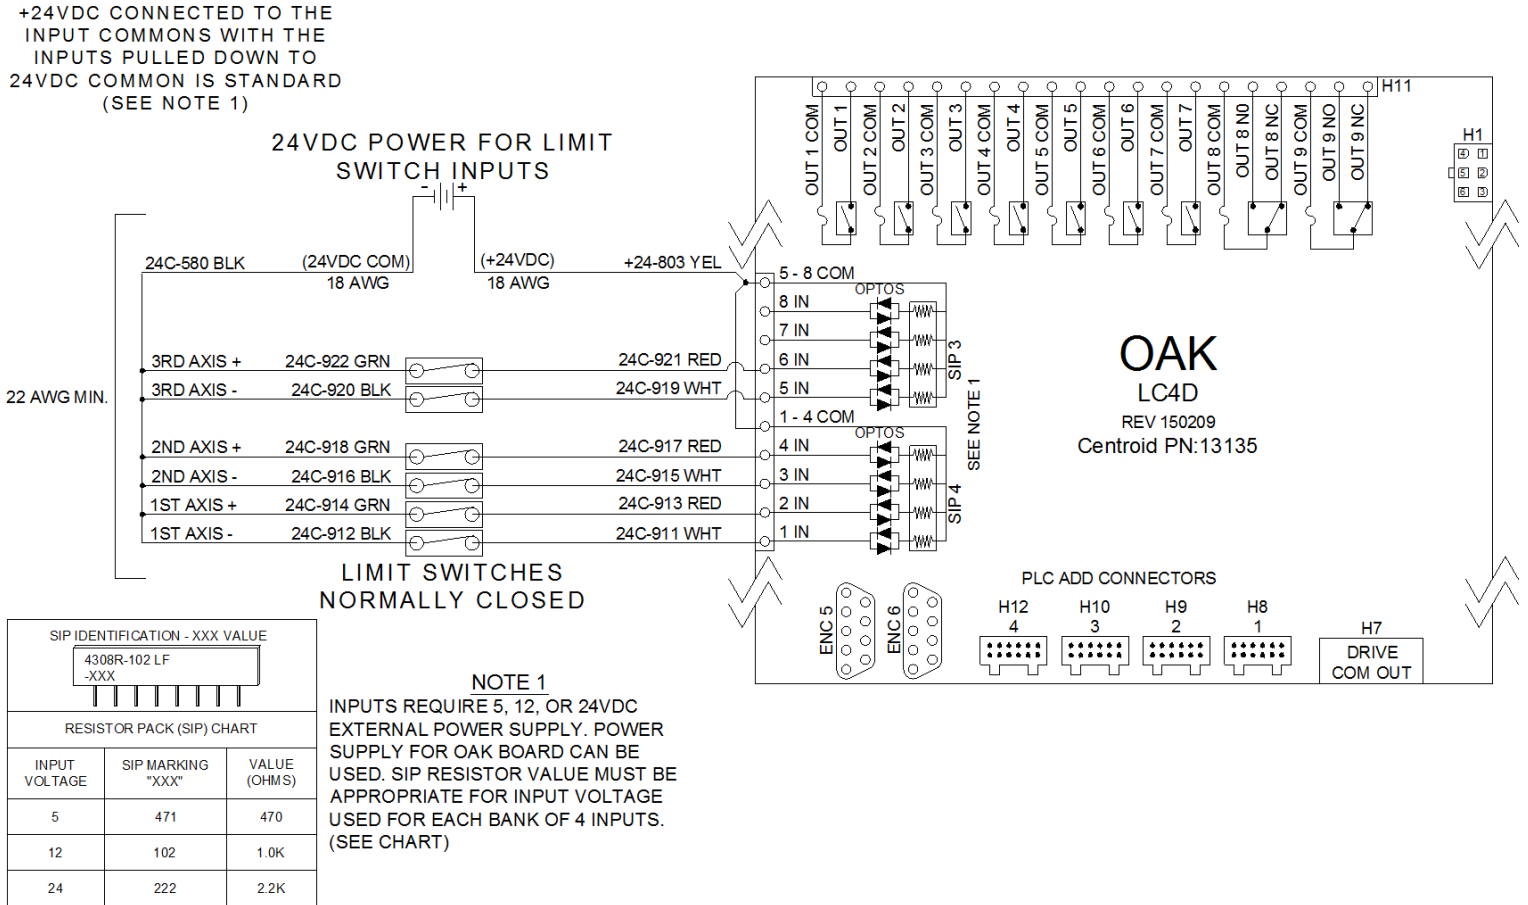 +24VDC CONNECTED TO THE
INPUT COMMONS WITH THE
INPUTS PULLED DOWN TO
24VDC COMMON IS STANDARD
(SEE NOTE 1)
24VDC POWER FOR LIMIT
SWITCH INPUTS
- +
24C-580 BLK
(24VDC COM)
18 AWG
(+24VDC)
18 AWG
+24-803 YEL
22 AWG MIN.
3RD AXIS + 24C-922 GRN 24C-921 RED
3RD AXIS - 24C-920 BLK 24C-919 WHT
2ND AXIS + 24C-918 GRN 24C-917 RED
2ND AXIS - 24C-916 BLK 24C-915 WHT
1ST AXIS + 24C-914 GRN 24C-913 RED
1ST AXIS - 24C-912 BLK 24C-911 WHT
LIMIT SWITCHES
NORMALLY CLOSED
H11
OUT 1 COM
OUT 1
OUT 2 COM
OUT 2
OUT 3 COM
OUT 3
OUT 4 COM
OUT 4
OUT 5 COM
OUT 5
OUT 6 COM
OUT 6
OUT 7 COM
OUT 7
OUT 8 COM
OUT 8 N0
OUT 8 NC
OUT 9 COM
OUT 9 NO
OUT 9 NC
H1
4 1
5 2
6 3
5 - 8 COM
OPTOS
8 IN
7 IN
6 IN
5 IN
SIP 3
1 - 4 COM
OPTOS
4 IN
3 IN
2 IN
1 IN
SIP 4
SEE NOTE 1
OAK
LC4D
REV 150209
Centroid PN:13135
ENC 5
ENC 6
PLC ADD CONNECTORS
H12 H10 H9 H8
4 3 2 1
H7
DRIVE
COM OUT
SIP IDENTIFICATION - XXX VALUE
4308R-102 LF
-XXX
RESISTOR PACK (SIP) CHART
INPUT VOLTAGE
SIP MARKING "XXX"
VALUE (OHMS)
5 471 470
12 102 1.0K
24 222 2.2K
NOTE 1
INPUTS REQUIRE 5, 12, OR 24VDC
EXTERNAL POWER SUPPLY. POWER
SUPPLY FOR OAK BOARD CAN BE
USED. SIP RESISTOR VALUE MUST BE
APPROPRIATE FOR INPUT VOLTAGE
USED FOR EACH BANK OF 4 INPUTS.
(SEE CHART)